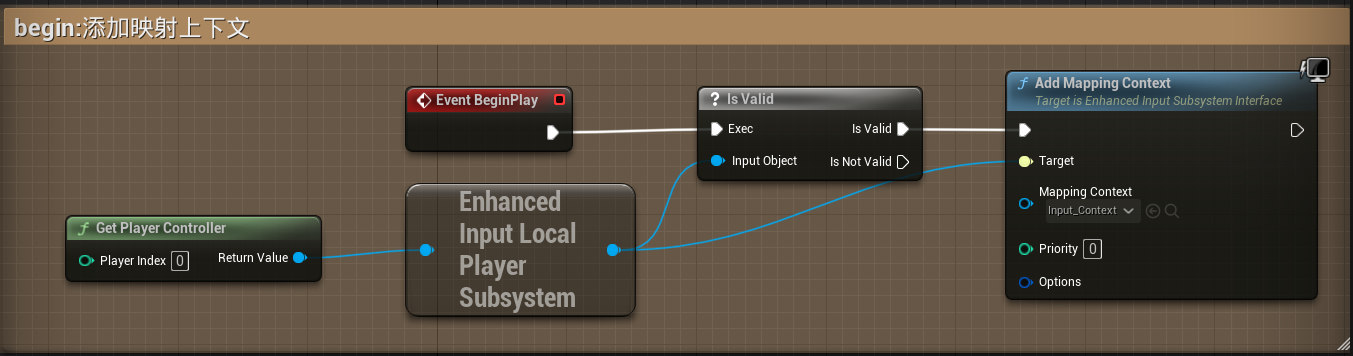 begin:添加映射上下文
Event BeginPlay
? Is Valid
Exec
Is Valid
Input Object
Is Not Valid
f Add Mapping Context
Target is Enhanced Input Subsystem Interface
Target
Mapping Context
Input_Context
Priority 0
Options
f Get Player Controller
Player Index 0
Return Value
Enhanced
Input Local
Player
Subsystem